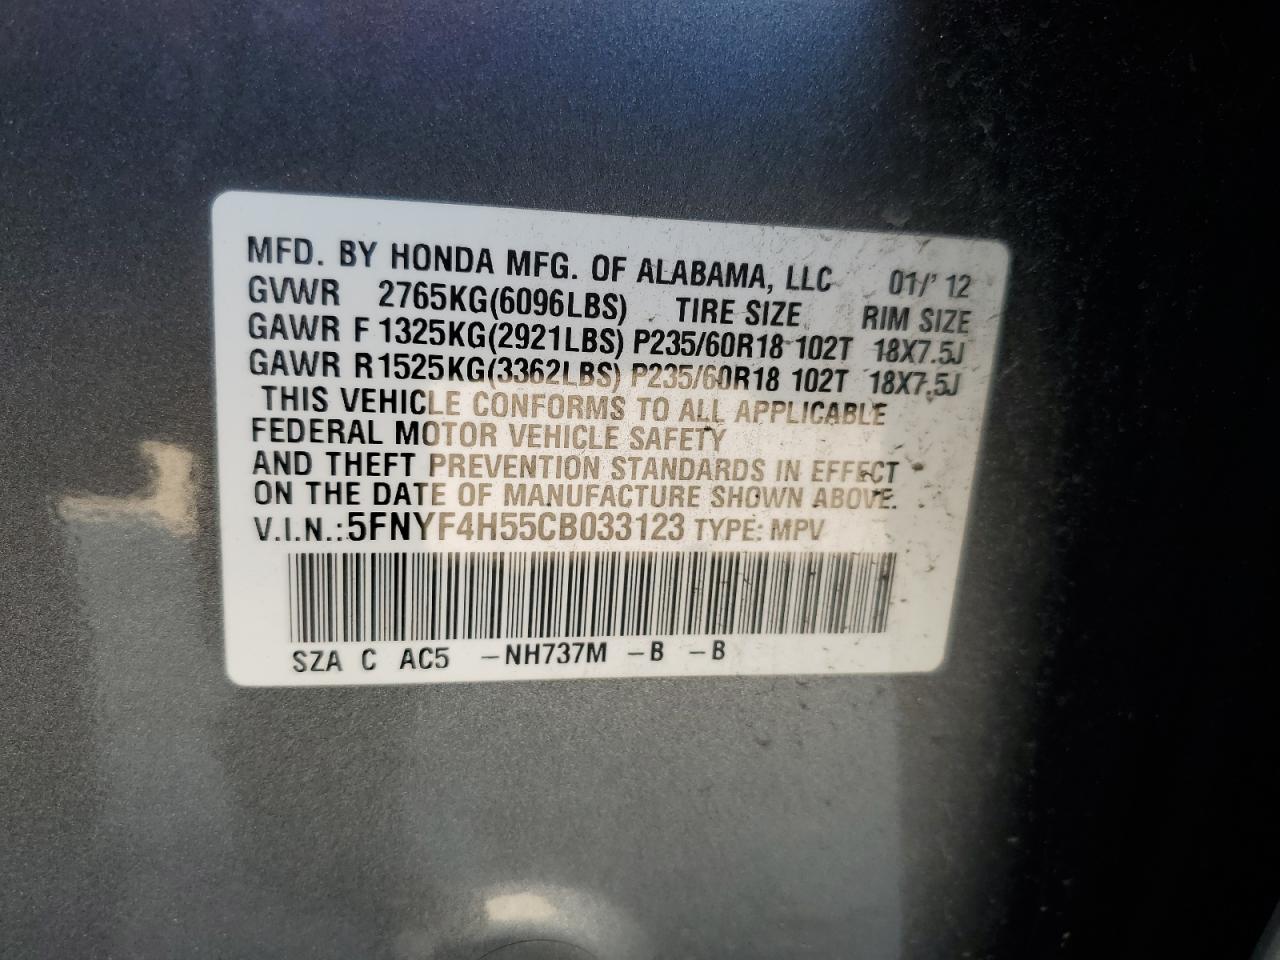 MFD. BY HONDA MFG. OF ALABAMA, LLC 01/' 12
GVWR 2765KG(6096LBS) TIRE SIZE RIM SIZE
GAWR F 1325KG(2921LBS) P235/60R18 102T 18X7.5J
GAWR R 1525KG(3362LBS) P235/60R18 102T 18X7.5J
THIS VEHICLE CONFORMS TO ALL APPLICABLE
FEDERAL MOTOR VEHICLE SAFETY
AND THEFT PREVENTION STANDARDS IN EFFECT
ON THE DATE OF MANUFACTURE SHOWN ABOVE.
V.I.N.:5FNYF4H55CB033123 TYPE: MPV
SZA C AC5 -NH737M -B -B